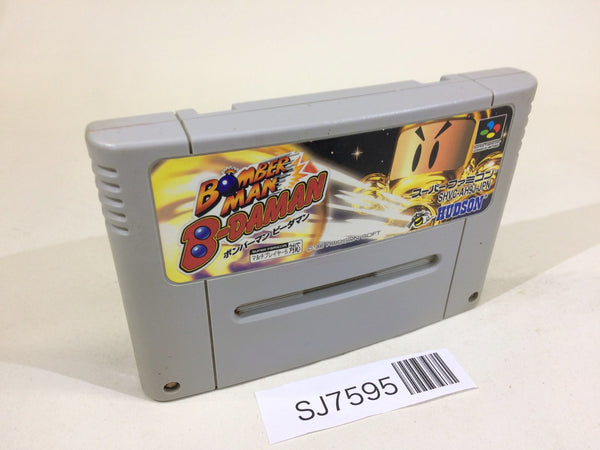 BOMBER
MAN
B-DAMAN
ボンバーマン ビーダマン
マルチプレイヤー5 対応
スーパーファミコン
HUDSON
SJ7595